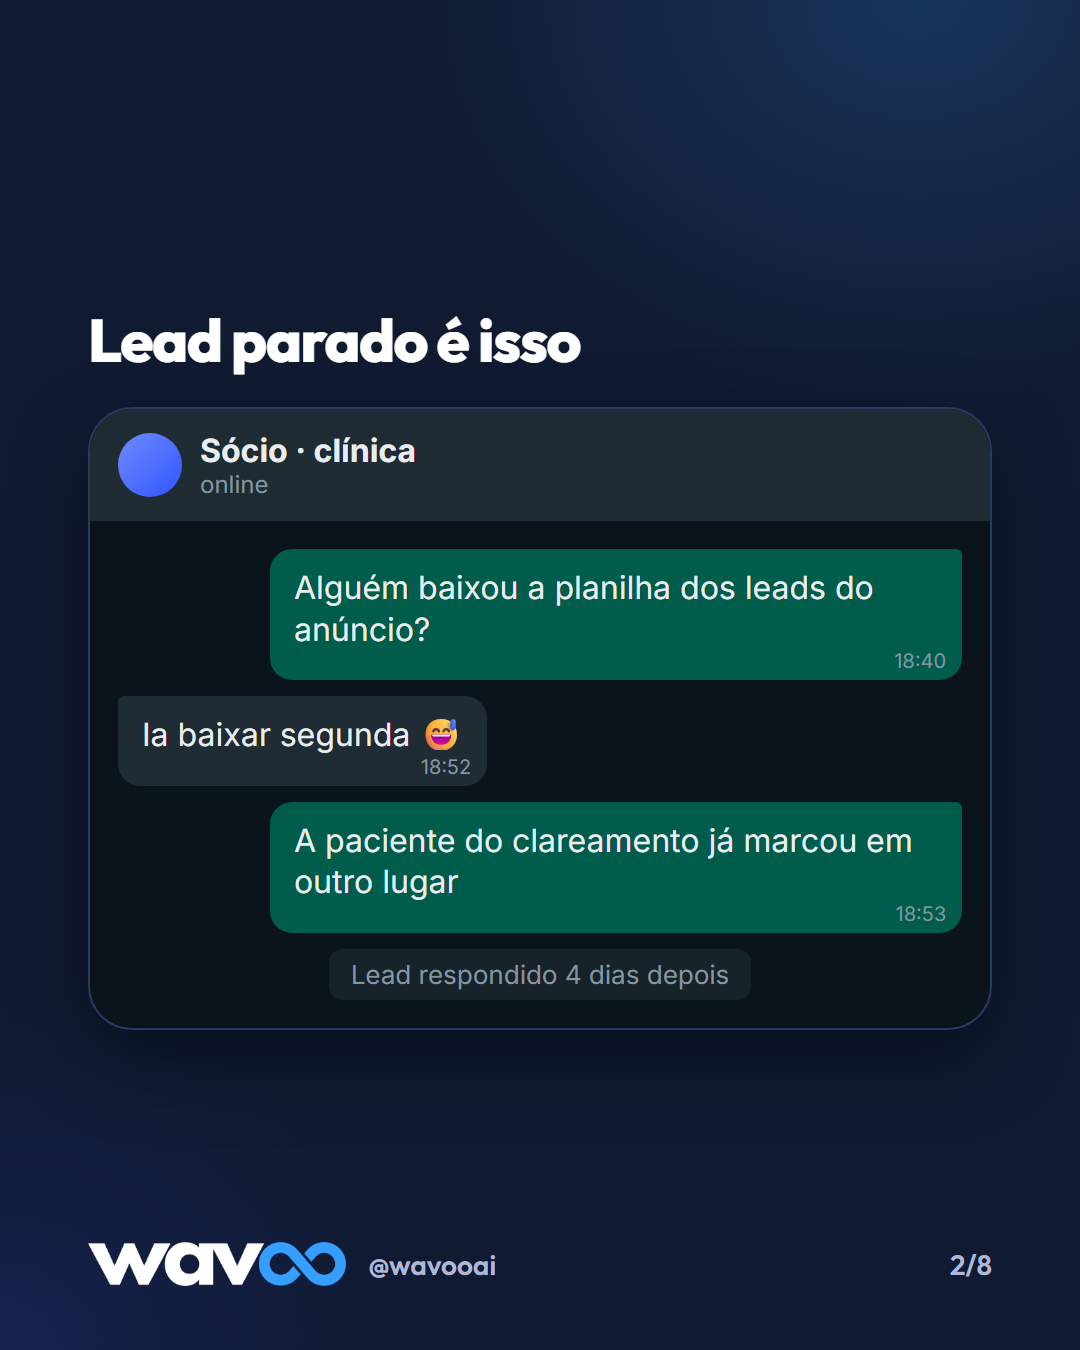 Lead parado é isso
Sócio · clínica
online
Alguém baixou a planilha dos leads do
anúncio?
18:40
Ia baixar segunda 😅
18:52
A paciente do clareamento já marcou em
outro lugar
18:53
Lead respondido 4 dias depois
wavoo @wavooai 2/8